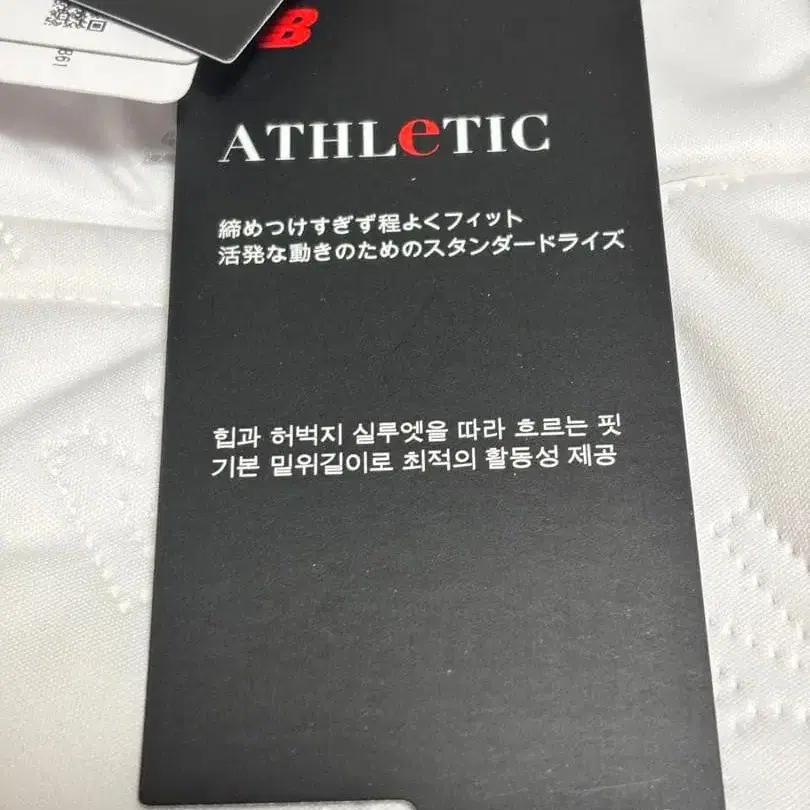 861
ATHLeTIC
締めつけすぎず程よくフィット
活発な動きのためのスタンダードライズ
힙과 허벅지 실루엣을 따라 흐르는 핏
기본 밑위길이로 최적의 활동성 제공